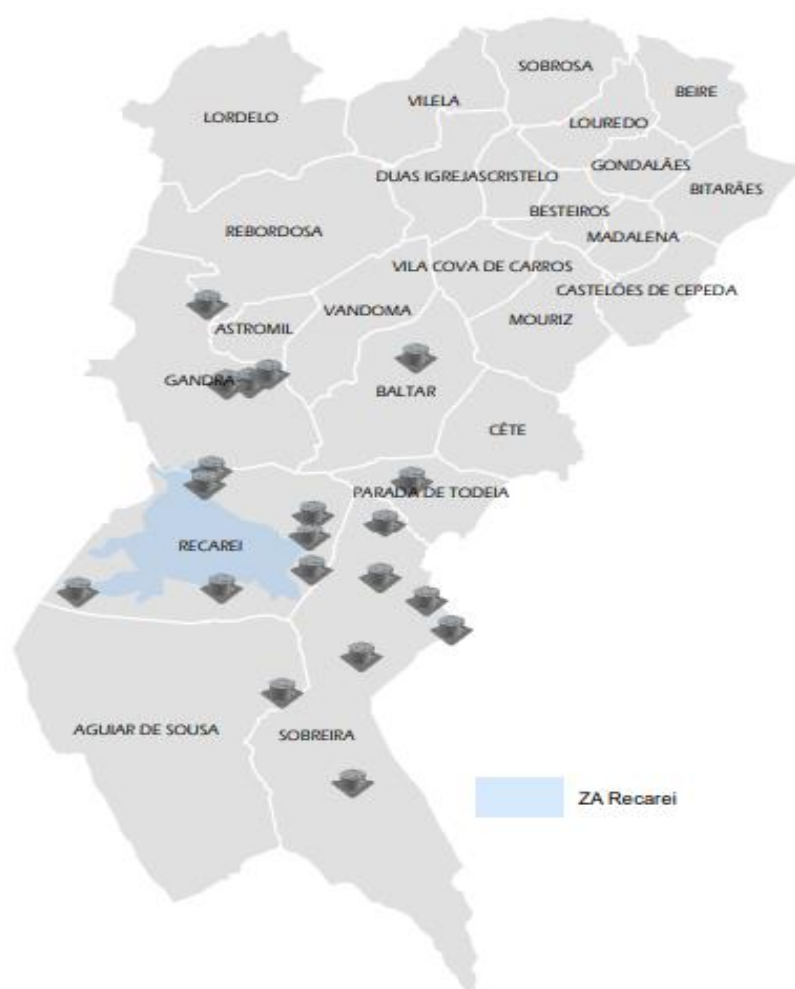 SOBROSA
BEIRE
VILELA
LORDELO
LOUREDO
GONDALÃES
DUAS IGREJAS
CRISTELO
BITARÃES
BESTEIROS
REBORDOSA
MADALENA
VILA COVA DE CARROS
CASTELÕES DE CEPEDA
VANDOMA
MOURIZ
ASTROMIL
GANDRA
BALTAR
CÊTE
PARADA DE TODEIA
RECAREI
AGUIAR DE SOUSA
SOBREIRA
ZA Recarei